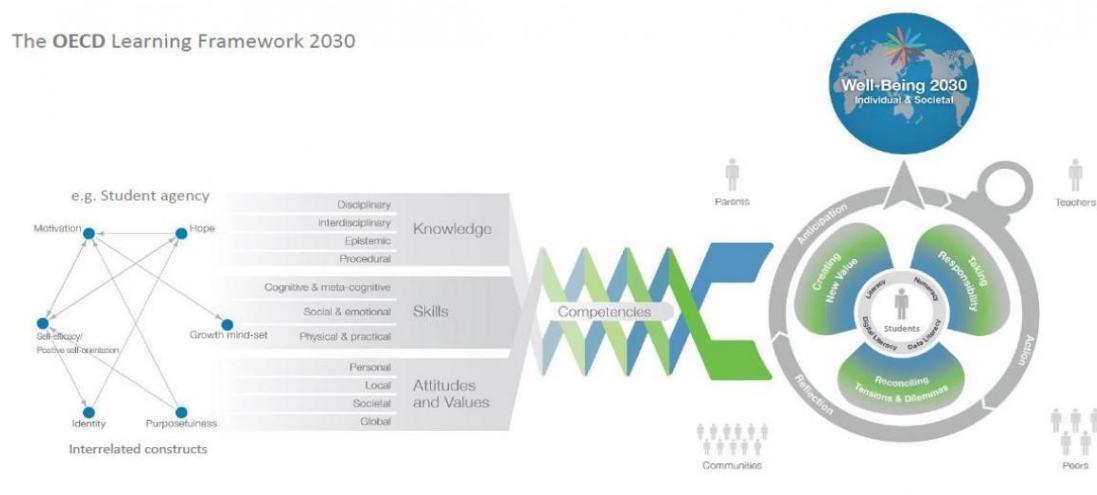 The OECD Learning Framework 2030
Well-Being 2030
Individual & Societal
e.g. Student agency
Motivation
Hope
Self-efficacy/
Positive self-orientation
Growth mind-set
Identity
Purposefulness
Interrelated constructs
Disciplinary
Interdisciplinary
Epistemic
Procedural
Knowledge
Cognitive & meta-cognitive
Social & emotional
Physical & practical
Skills
Personal
Local
Societal
Global
Attitudes
and Values
Competencies
Parents
Teachers
Anticipation
Action
Reflection
Creating
New Value
Taking
Responsibility
Reconciling
Tensions & Dilemmas
Literacy
Numeracy
Students
Digital Literacy
Data Literacy
Communities
Peers